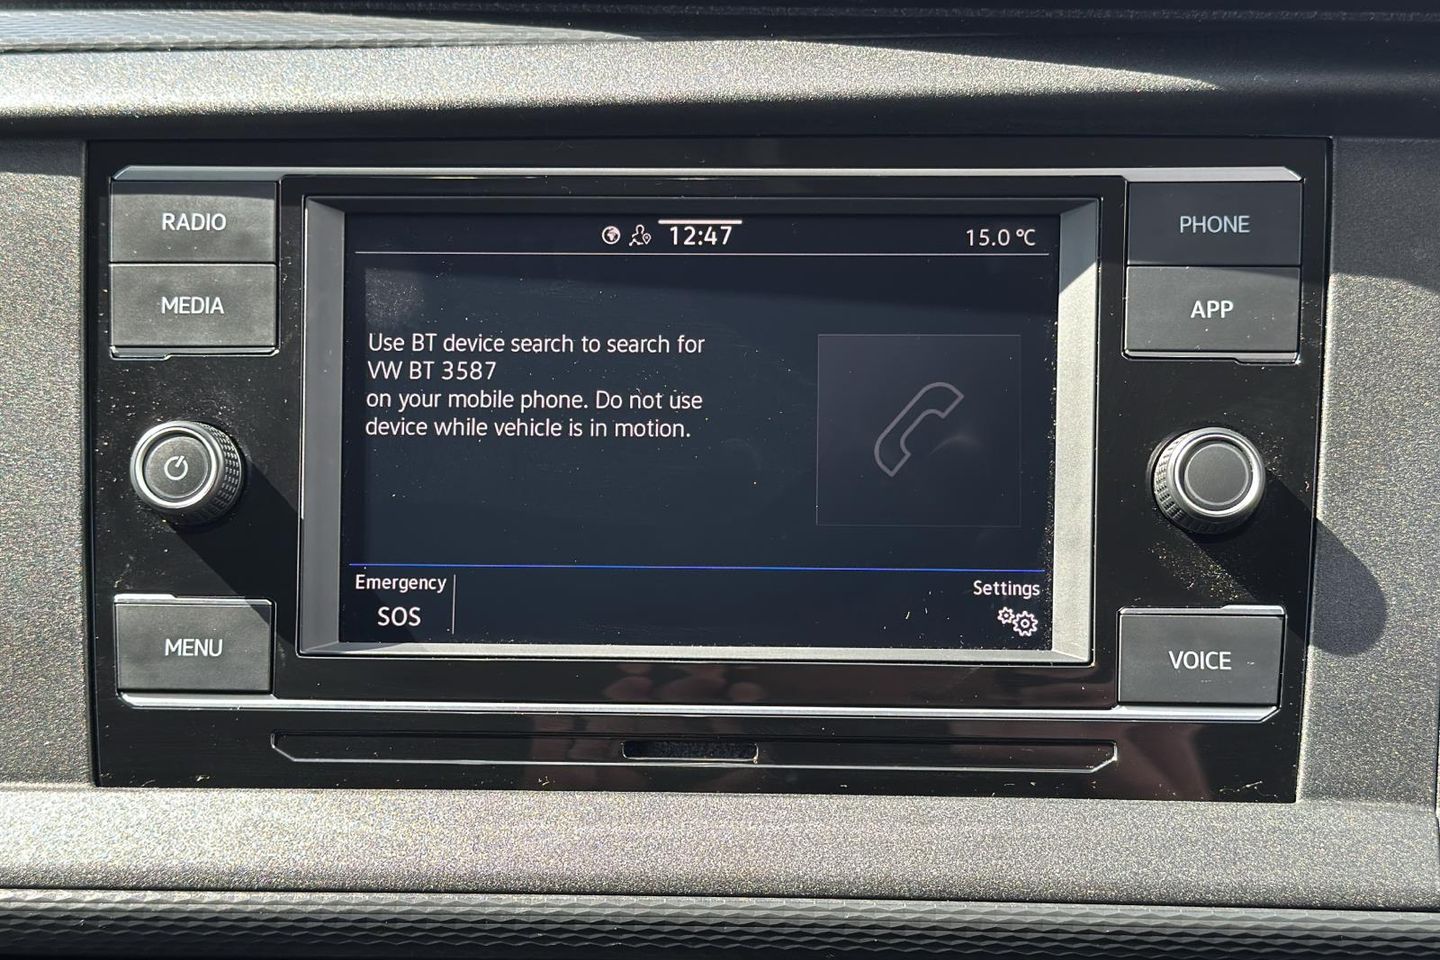 RADIO
MEDIA
MENU
12:47
15.0 °C
Use BT device search to search for
VW BT 3587
on your mobile phone. Do not use
device while vehicle is in motion.
Emergency
SOS
Settings
PHONE
APP
VOICE